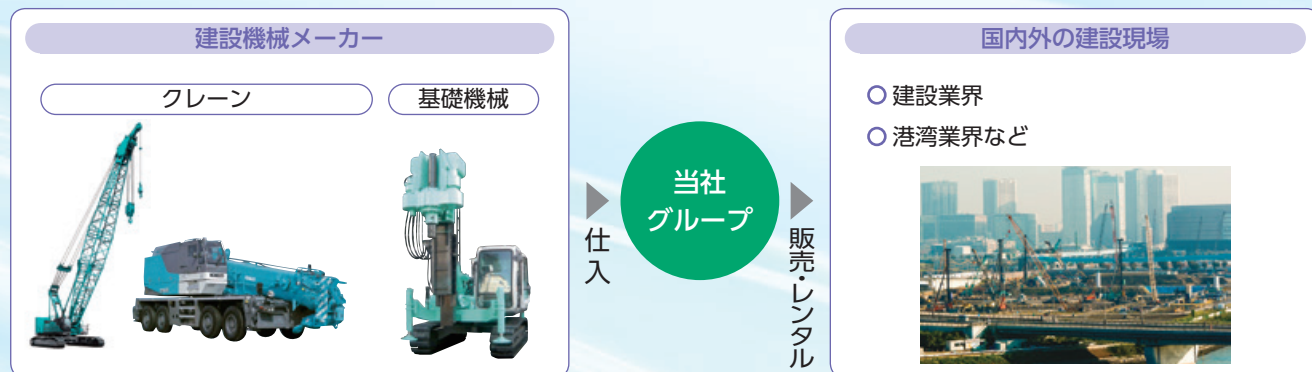 建設機械メーカー
クレーン
基礎機械
仕入
当社
グループ
販売・レンタル
国内外の建設現場
建設業界
港湾業界など